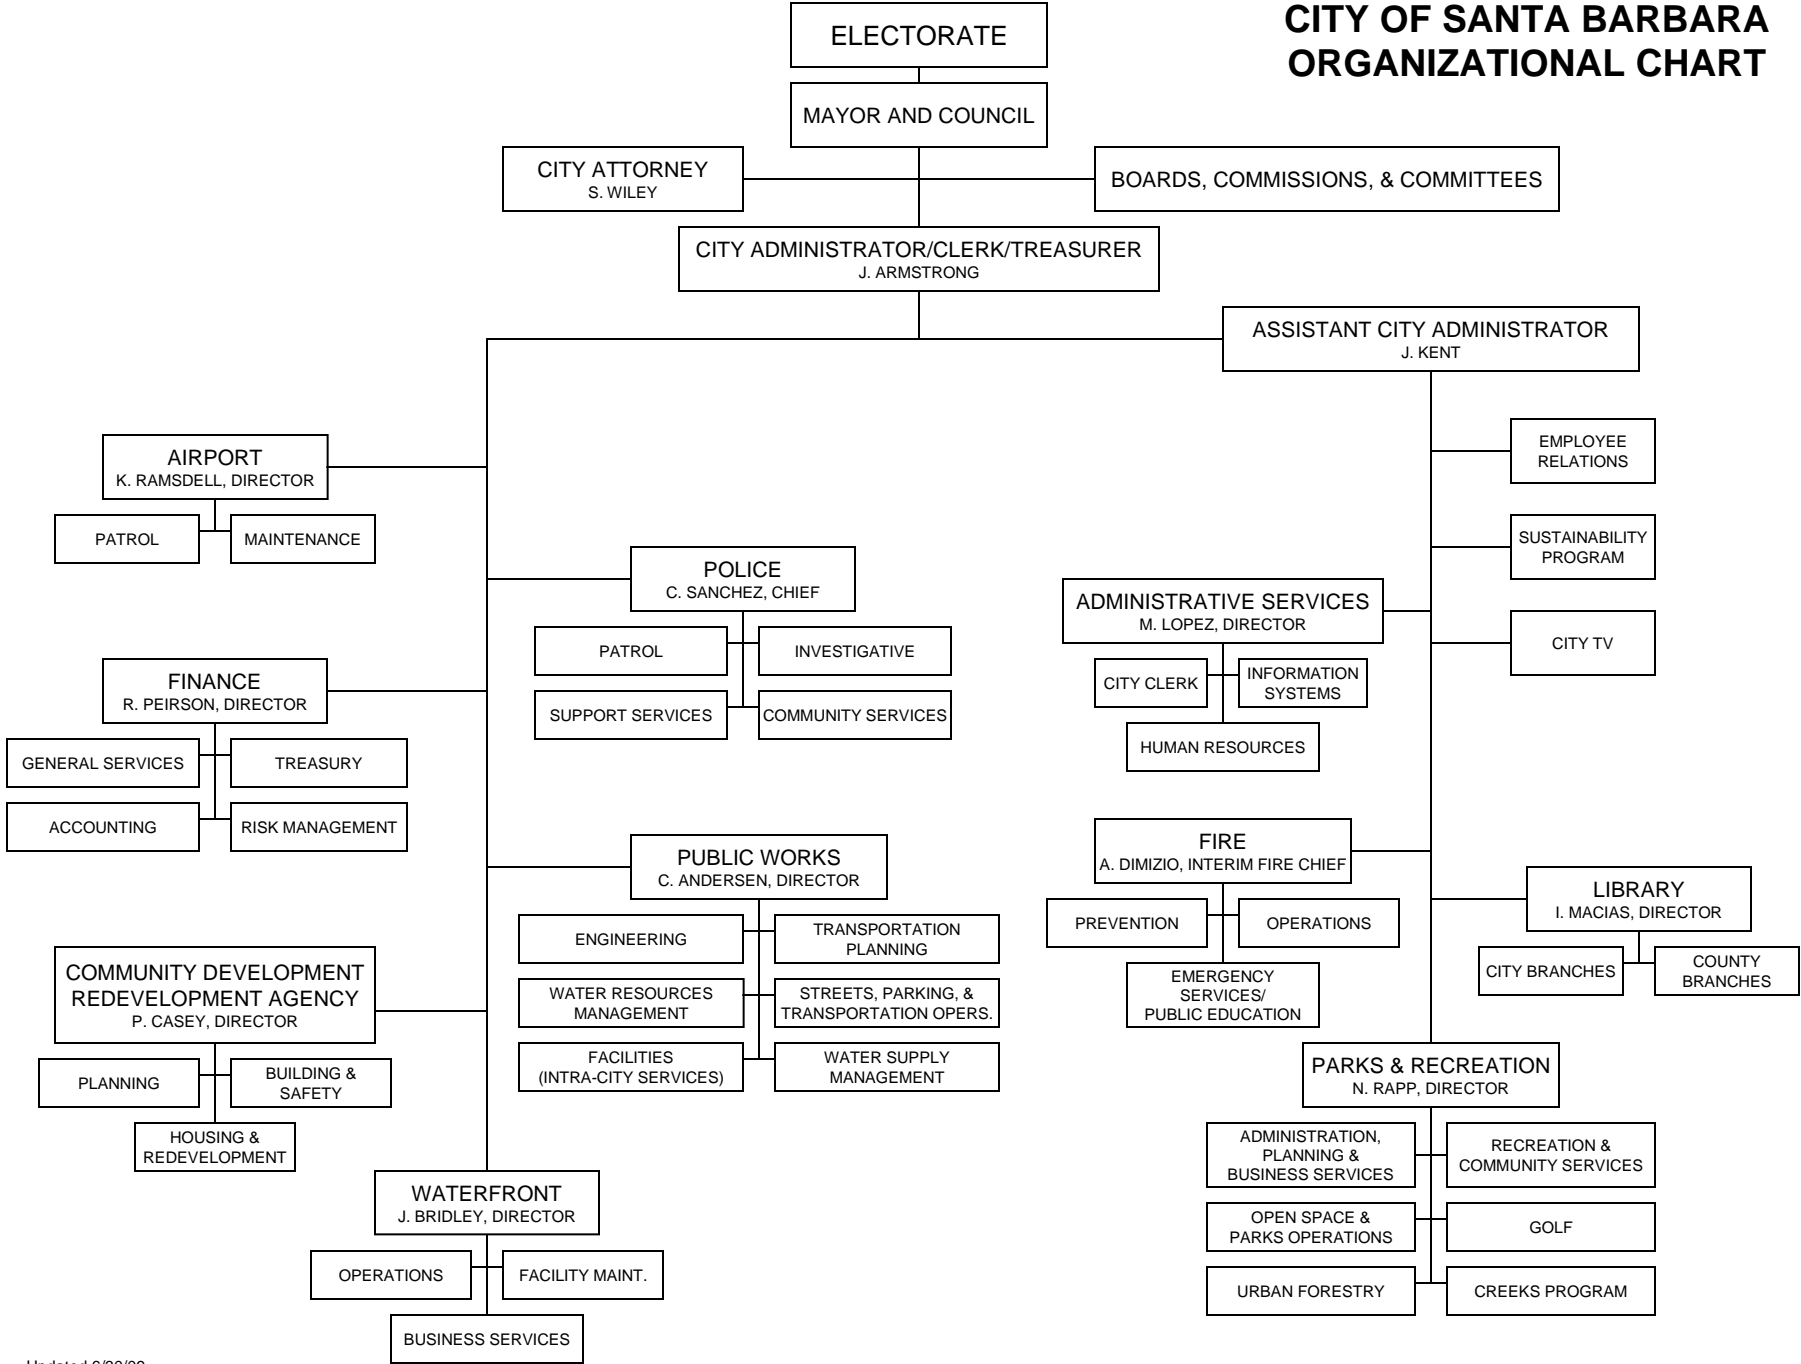 CITY OF SANTA BARBARA
ORGANIZATIONAL CHART
ELECTORATE
MAYOR AND COUNCIL
CITY ATTORNEY
S. WILEY
BOARDS, COMMISSIONS, & COMMITTEES
CITY ADMINISTRATOR/CLERK/TREASURER
J. ARMSTRONG
ASSISTANT CITY ADMINISTRATOR
J. KENT
AIRPORT
K. RAMSDELL, DIRECTOR
PATROL
MAINTENANCE
FINANCE
R. PEIRSON, DIRECTOR
GENERAL SERVICES
TREASURY
ACCOUNTING
RISK MANAGEMENT
COMMUNITY DEVELOPMENT
REDEVELOPMENT AGENCY
P. CASEY, DIRECTOR
PLANNING
BUILDING &
SAFETY
HOUSING &
REDEVELOPMENT
POLICE
C. SANCHEZ, CHIEF
PATROL
INVESTIGATIVE
SUPPORT SERVICES
COMMUNITY SERVICES
PUBLIC WORKS
C. ANDERSEN, DIRECTOR
ENGINEERING
TRANSPORTATION
PLANNING
WATER RESOURCES
MANAGEMENT
STREETS, PARKING, &
TRANSPORTATION OPERS.
FACILITIES
(INTRA-CITY SERVICES)
WATER SUPPLY
MANAGEMENT
WATERFRONT
J. BRIDLEY, DIRECTOR
OPERATIONS
FACILITY MAINT.
BUSINESS SERVICES
EMPLOYEE
RELATIONS
SUSTAINABILITY
PROGRAM
CITY TV
ADMINISTRATIVE SERVICES
M. LOPEZ, DIRECTOR
CITY CLERK
INFORMATION
SYSTEMS
HUMAN RESOURCES
FIRE
A. DIMIZIO, INTERIM FIRE CHIEF
PREVENTION
OPERATIONS
EMERGENCY
SERVICES/
PUBLIC EDUCATION
LIBRARY
I. MACIAS, DIRECTOR
CITY BRANCHES
COUNTY
BRANCHES
PARKS & RECREATION
N. RAPP, DIRECTOR
ADMINISTRATION,
PLANNING &
BUSINESS SERVICES
RECREATION &
COMMUNITY SERVICES
OPEN SPACE &
PARKS OPERATIONS
GOLF
URBAN FORESTRY
CREEKS PROGRAM
Updated